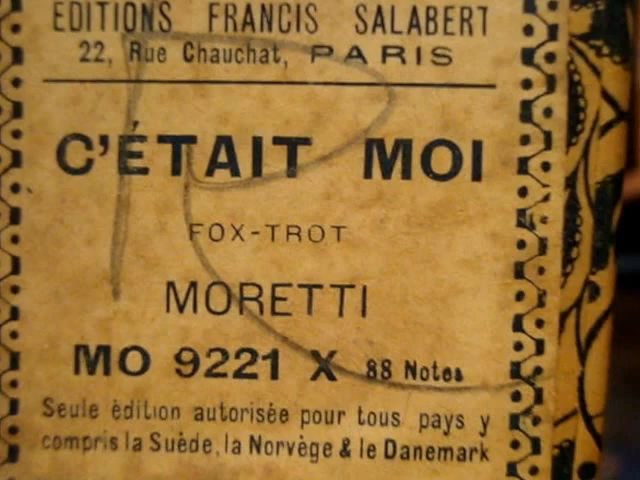 EDITIONS FRANCIS SALABERT
22, Rue Chauchat, PARIS
C'ÉTAIT MOI
FOX-TROT
MORETTI
MO 9221 X 88 Notes
Seule édition autorisée pour tous pays y
compris la Suède, la Norvège & le Danemark
R